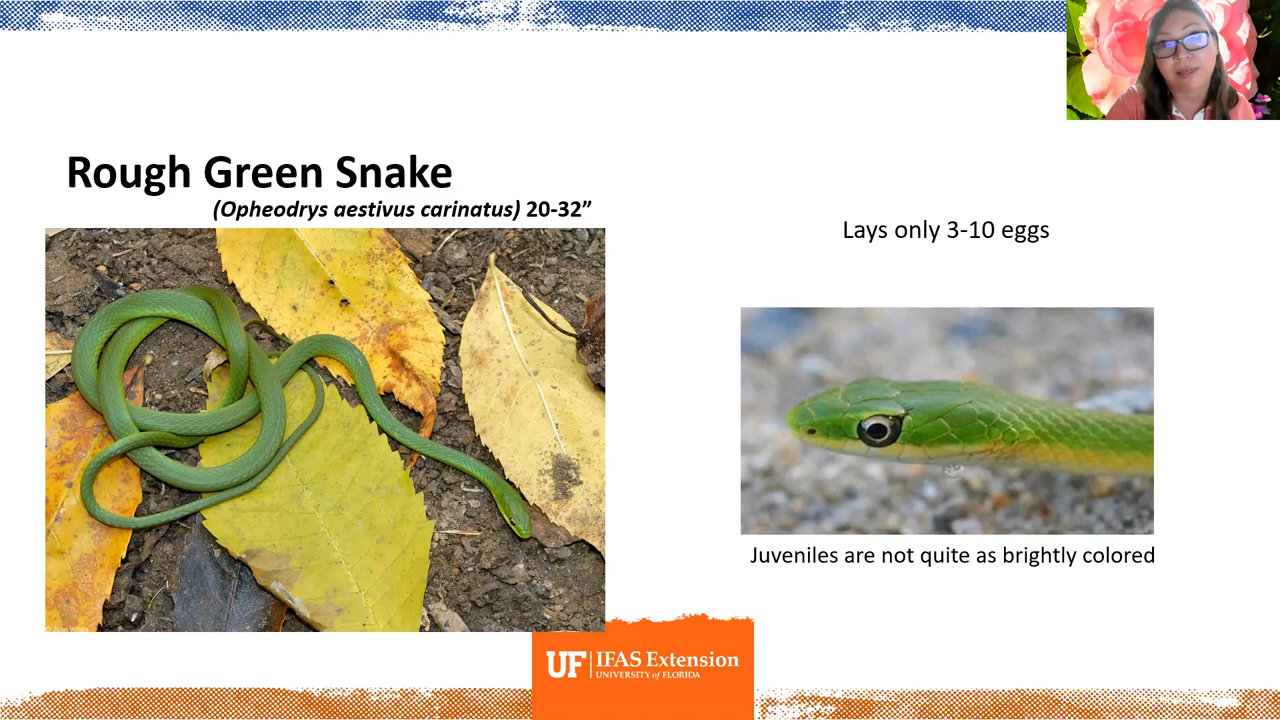 Rough Green Snake
(Opheodrys aestivus carinatus) 20-32”
Lays only 3-10 eggs
Juveniles are not quite as brightly colored
UF IFAS Extension
UNIVERSITY of FLORIDA